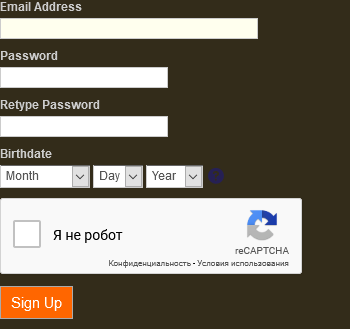 Email Address
Password
Retype Password
Birthdate
Month Day Year
Я не робот
reCAPTCHA
Конфиденциальность - Условия использования
Sign Up